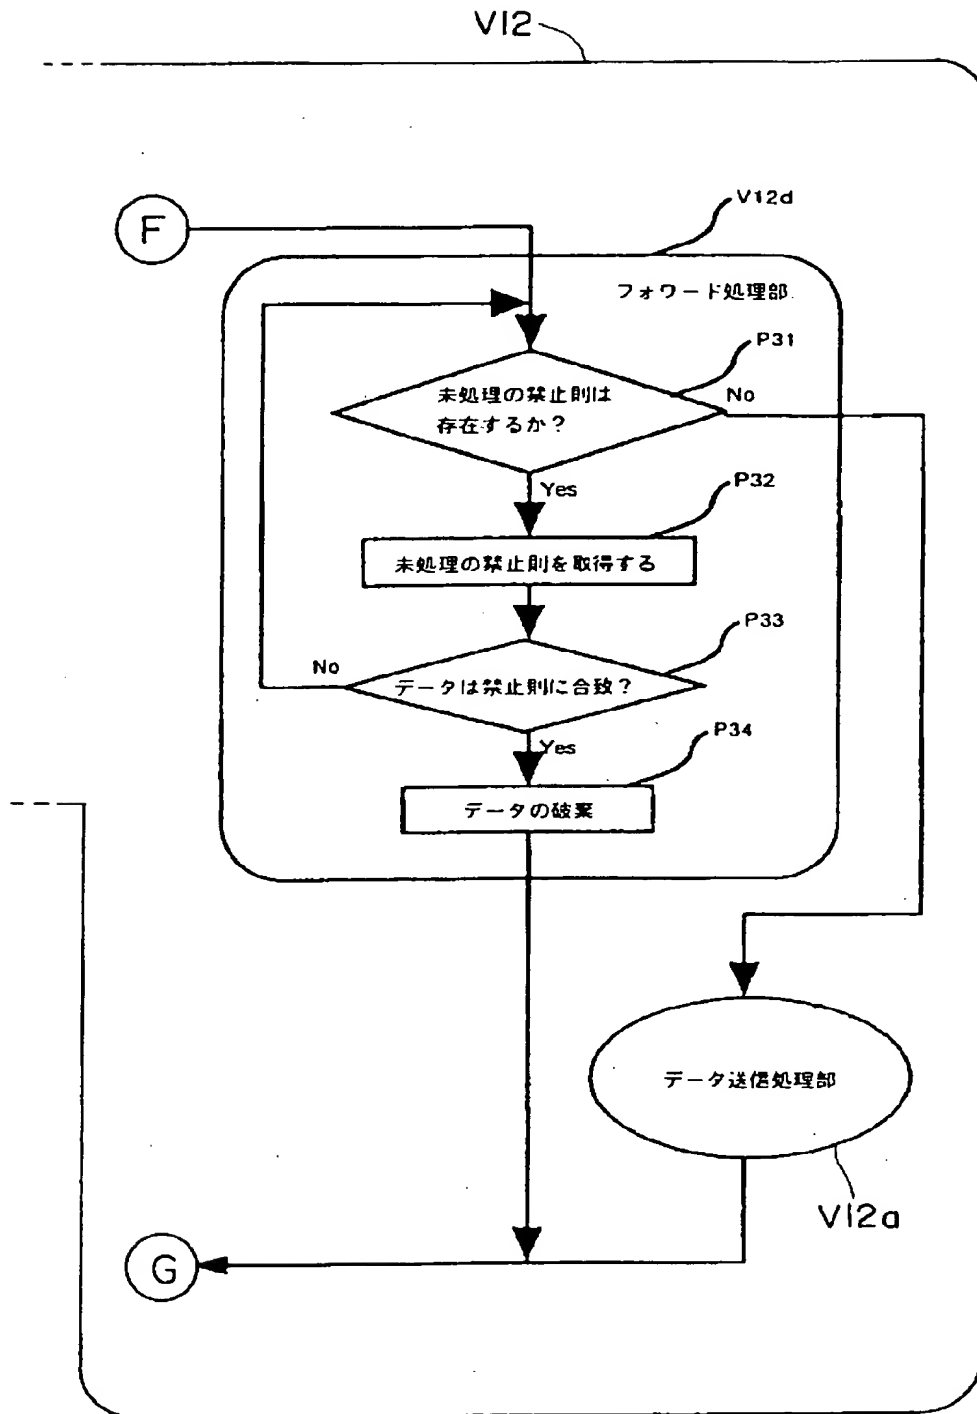 V12
V12d
F
フォワード処理部
P31
未処理の禁止則は
存在するか？
No
Yes
P32
未処理の禁止則を取得する
P33
No
データは禁止則に合致？
Yes
P34
データの破棄
データ送信処理部
V12a
G